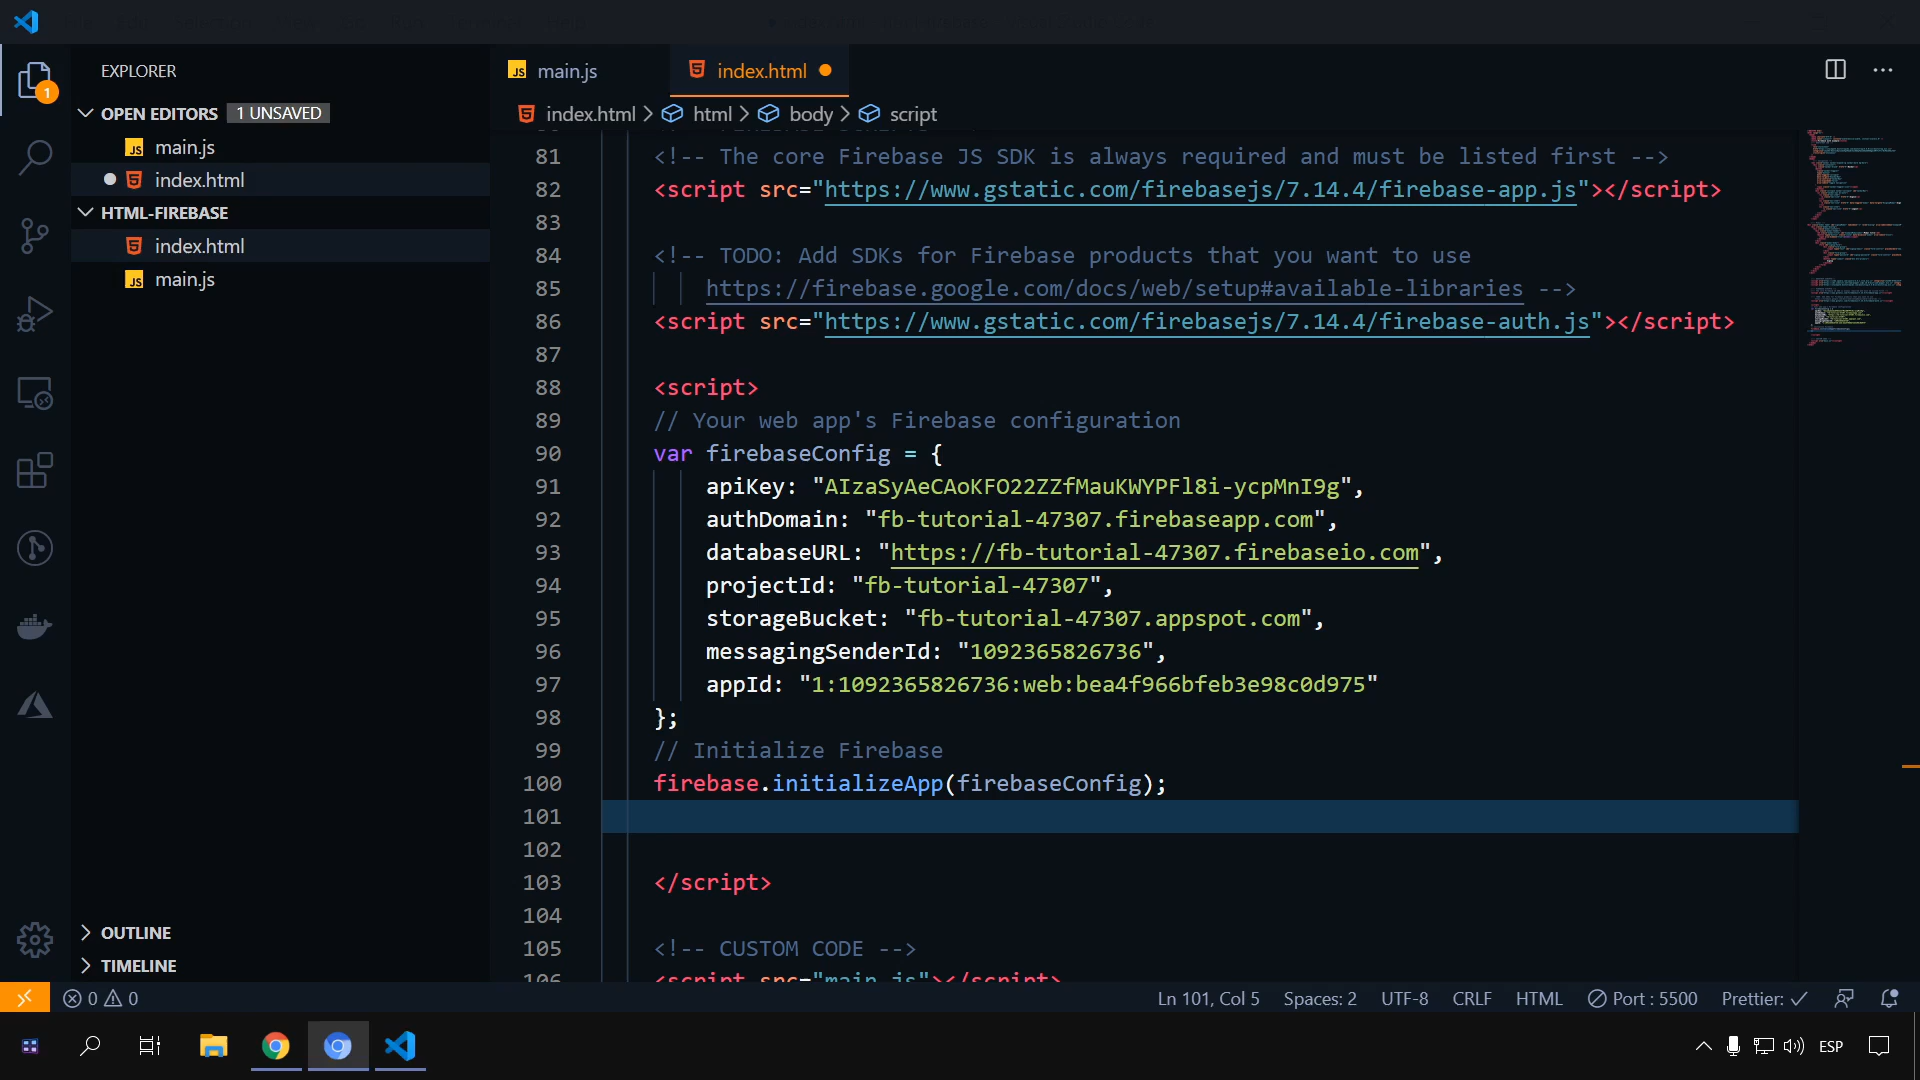 EXPLORER
OPEN EDITORS 1 UNSAVED
main.js
index.html
HTML-FIREBASE
index.html
main.js
OUTLINE
TIMELINE
main.js
index.html
index.html > html > body > script
81 <!-- The core Firebase JS SDK is always required and must be listed first -->
82 <script src="https://www.gstatic.com/firebasejs/7.14.4/firebase-app.js"></script>
83
84 <!-- TODO: Add SDKs for Firebase products that you want to use
85 https://firebase.google.com/docs/web/setup#available-libraries -->
86 <script src="https://www.gstatic.com/firebasejs/7.14.4/firebase-auth.js"></script>
87
88 <script>
89 // Your web app's Firebase configuration
90 var firebaseConfig = {
91 apiKey: "AIzaSyAeCAoKFO22ZZfMauKWYPFl8i-ycpMnI9g",
92 authDomain: "fb-tutorial-47307.firebaseapp.com",
93 databaseURL: "https://fb-tutorial-47307.firebaseio.com",
94 projectId: "fb-tutorial-47307",
95 storageBucket: "fb-tutorial-47307.appspot.com",
96 messagingSenderId: "1092365826736",
97 appId: "1:1092365826736:web:bea4f966bfeb3e98c0d975"
98 };
99 // Initialize Firebase
100 firebase.initializeApp(firebaseConfig);
101
102
103 </script>
104
105 <!-- CUSTOM CODE -->
106 <script src="main.js"></script>
0 0 Ln 101, Col 5 Spaces: 2 UTF-8 CRLF HTML Port : 5500 Prettier: ✓
ESP